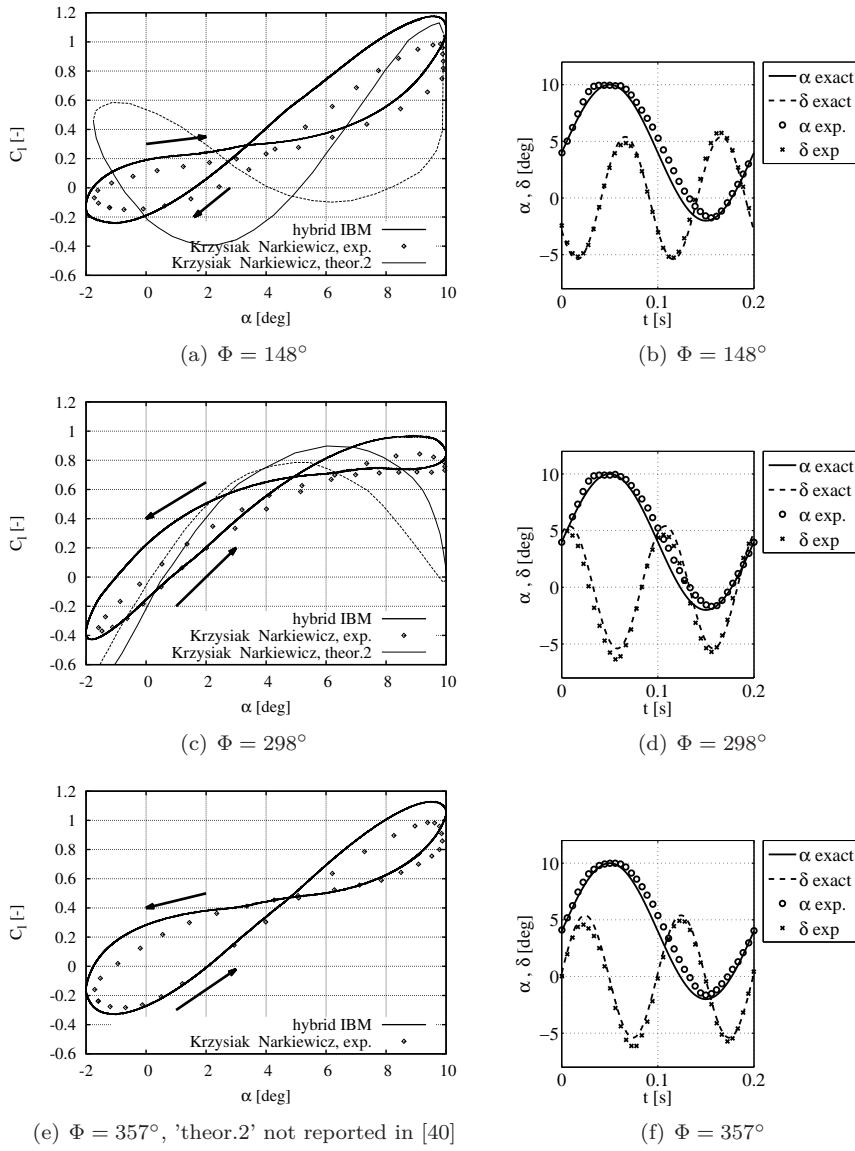 1.2
1
0.8
0.6
0.4
0.2
0
-0.2
-0.4
-0.6
C_l [-]
-2 0 2 4 6 8 10
α [deg]
hybrid IBM
Krzysiak Narkiewicz, exp.
Krzysiak Narkiewicz, theor.2
(a) Φ = 148°
10
5
0
−5
α , δ [deg]
0 0.1 0.2
t [s]
α exact
δ exact
α exp.
δ exp
(b) Φ = 148°
1.2
1
0.8
0.6
0.4
0.2
0
-0.2
-0.4
-0.6
C_l [-]
-2 0 2 4 6 8 10
α [deg]
hybrid IBM
Krzysiak Narkiewicz, exp.
Krzysiak Narkiewicz, theor.2
(c) Φ = 298°
10
5
0
−5
α , δ [deg]
0 0.1 0.2
t [s]
α exact
δ exact
α exp.
δ exp
(d) Φ = 298°
1.2
1
0.8
0.6
0.4
0.2
0
-0.2
-0.4
-0.6
C_l [-]
-2 0 2 4 6 8 10
α [deg]
hybrid IBM
Krzysiak Narkiewicz, exp.
(e) Φ = 357°, 'theor.2' not reported in [40]
10
5
0
−5
α , δ [deg]
0 0.1 0.2
t [s]
α exact
δ exact
α exp.
δ exp
(f) Φ = 357°